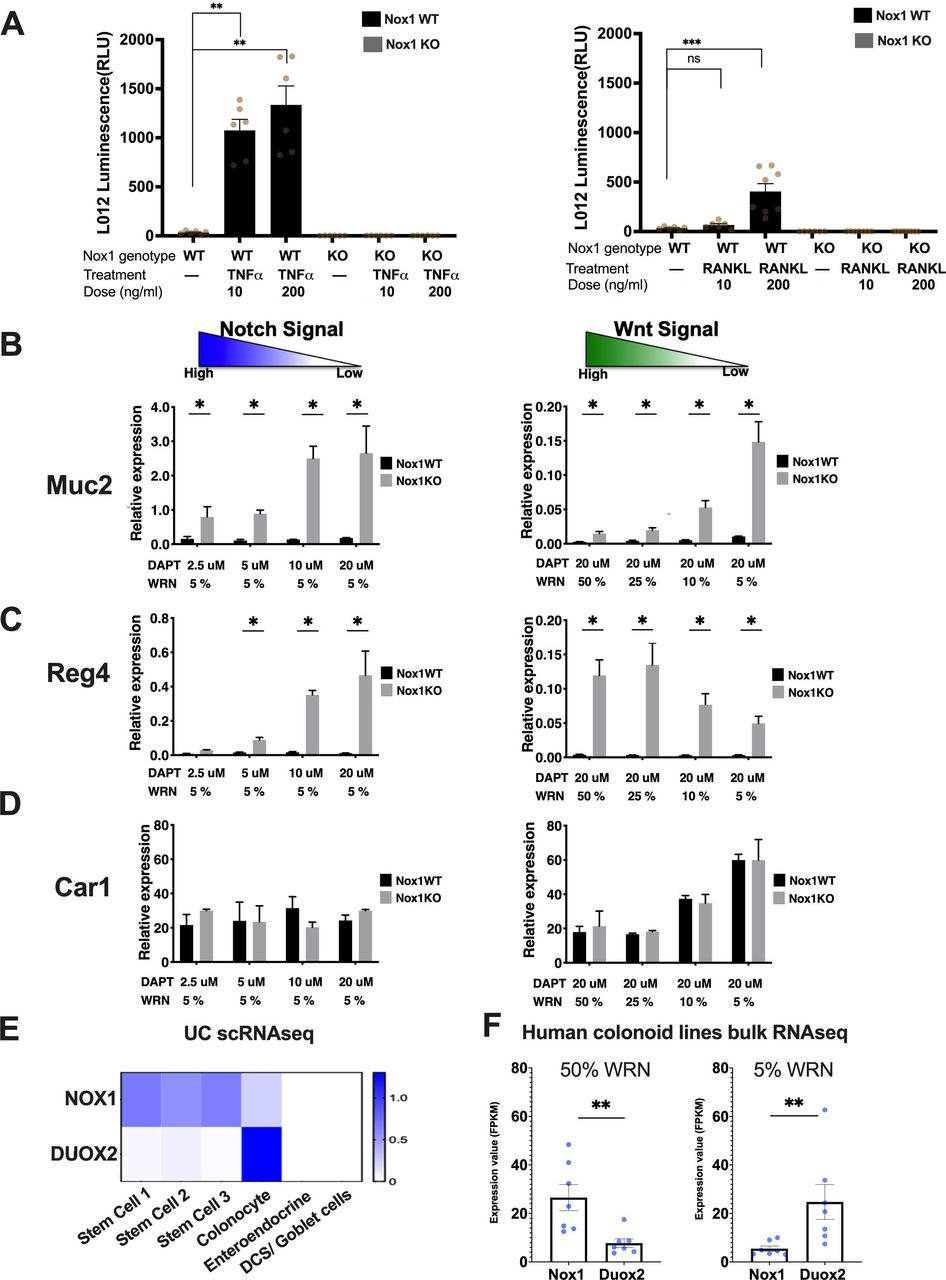 A
Nox1 WT
Nox1 KO
**
**
L012 Luminescence(RLU)
2000
1500
1000
500
0
Nox1 genotype WT WT WT KO KO KO
Treatment — TNFα TNFα — TNFα TNFα
Dose (ng/ml) 10 200 10 200
Nox1 WT
Nox1 KO
***
ns
L012 Luminescence(RLU)
2000
1500
1000
500
0
Nox1 genotype WT WT WT KO KO KO
Treatment — RANKL RANKL — RANKL RANKL
Dose (ng/ml) 10 200 10 200
B
Notch Signal
High Low
Wnt Signal
High Low
Muc2
Relative expression
4.0
3.0
2.0
1.0
0.0
* * * *
Nox1WT
Nox1KO
DAPT 2.5 uM 5 uM 10 uM 20 uM
WRN 5 % 5 % 5 % 5 %
Relative expression
0.20
0.15
0.10
0.05
0.00
* * * *
Nox1WT
Nox1KO
DAPT 20 uM 20 uM 20 uM 20 uM
WRN 50 % 25 % 10 % 5 %
C
Reg4
Relative expression
0.8
0.6
0.4
0.2
0.0
* * *
Nox1WT
Nox1KO
DAPT 2.5 uM 5 uM 10 uM 20 uM
WRN 5 % 5 % 5 % 5 %
Relative expression
0.20
0.15
0.10
0.05
0.00
* * * *
Nox1WT
Nox1KO
DAPT 20 uM 20 uM 20 uM 20 uM
WRN 50 % 25 % 10 % 5 %
D
Car1
Relative expression
80
60
40
20
0
Nox1WT
Nox1KO
DAPT 2.5 uM 5 uM 10 uM 20 uM
WRN 5 % 5 % 5 % 5 %
Relative expression
80
60
40
20
0
Nox1WT
Nox1KO
DAPT 20 uM 20 uM 20 uM 20 uM
WRN 50 % 25 % 10 % 5 %
E
UC scRNAseq
NOX1
DUOX2
1.0
0.5
0
Stem Cell 1
Stem Cell 2
Stem Cell 3
Colonocyte
Enteroendocrine
DCS/ Goblet cells
F
Human colonoid lines bulk RNAseq
50% WRN
**
Expression value (FPKM)
80
60
40
20
0
Nox1 Duox2
5% WRN
**
Expression value (FPKM)
80
60
40
20
0
Nox1 Duox2